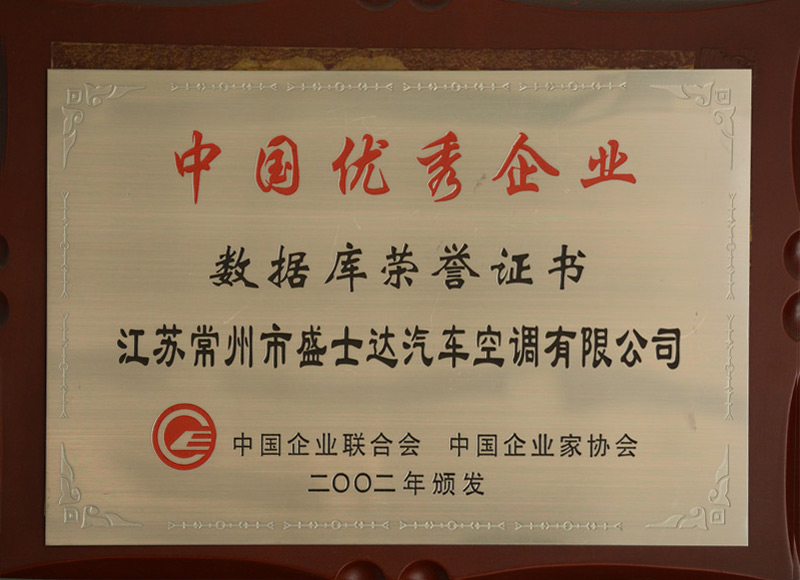 中国优秀企业
数据库荣誉证书
江苏常州市盛士达汽车空调有限公司
中国企业联合会 中国企业家协会
二〇〇二年颁发